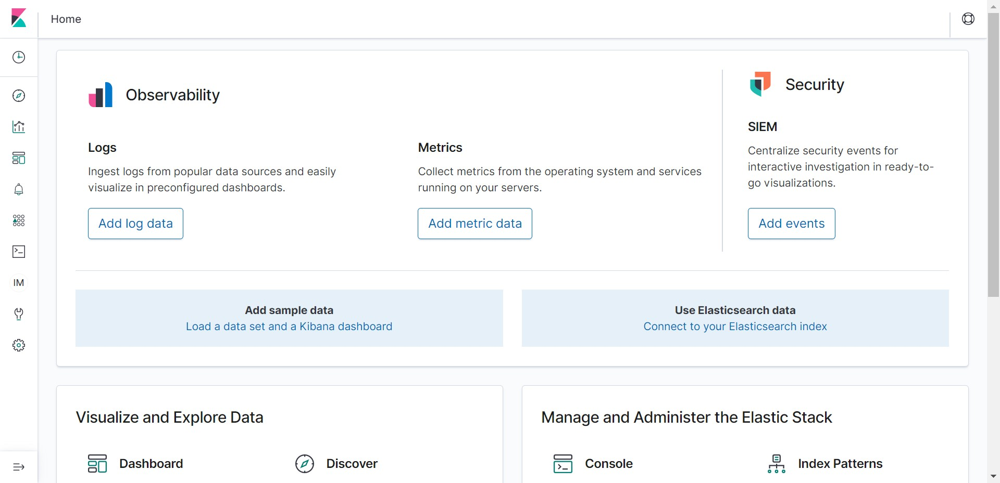 Home
Observability
Logs
Ingest logs from popular data sources and easily
visualize in preconfigured dashboards.
Add log data
Metrics
Collect metrics from the operating system and services
running on your servers.
Add metric data
Security
SIEM
Centralize security events for
interactive investigation in ready-to-
go visualizations.
Add events
IM
Add sample data
Load a data set and a Kibana dashboard
Use Elasticsearch data
Connect to your Elasticsearch index
Visualize and Explore Data
Dashboard
Discover
Manage and Administer the Elastic Stack
Console
Index Patterns